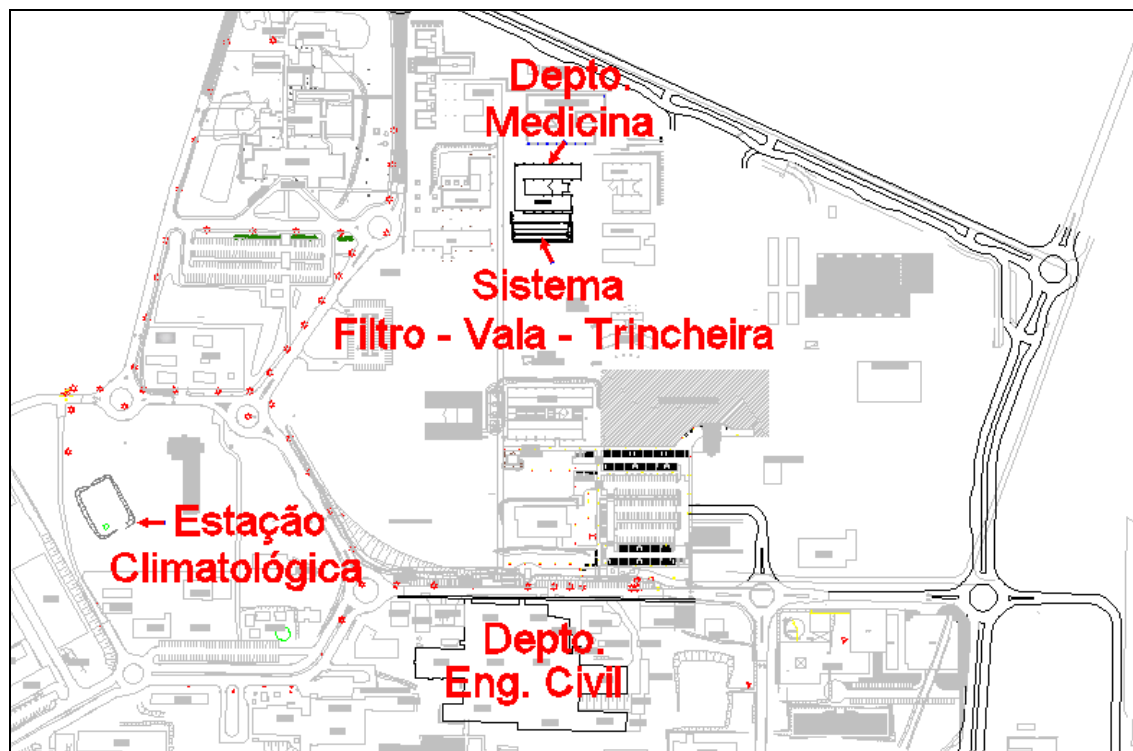 Depto.
Medicina
Sistema
Filtro - Vala - Trincheira
Estação
Climatológica
Depto.
Eng. Civil